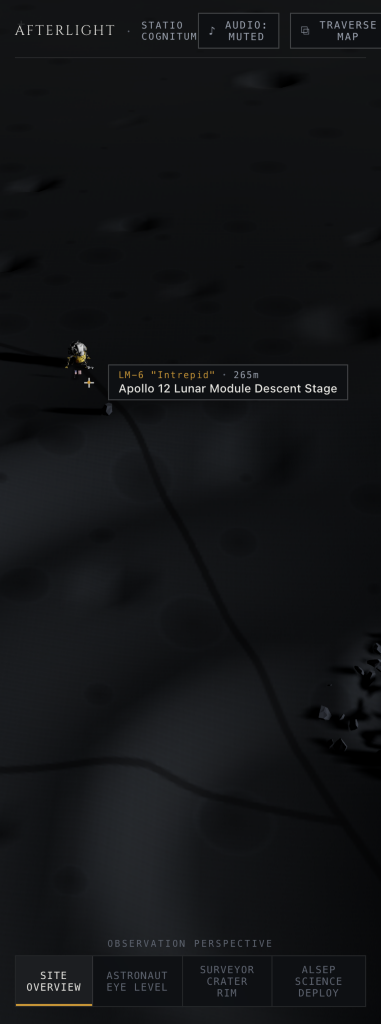 AFTERLIGHT · STATIO
COGNITUM
♪ AUDIO:
MUTED
TRAVERSE
MAP
LM-6 "Intrepid" · 265m
Apollo 12 Lunar Module Descent Stage
OBSERVATION PERSPECTIVE
SITE
OVERVIEW
ASTRONAUT
EYE LEVEL
SURVEYOR
CRATER
RIM
ALSEP
SCIENCE
DEPLOY